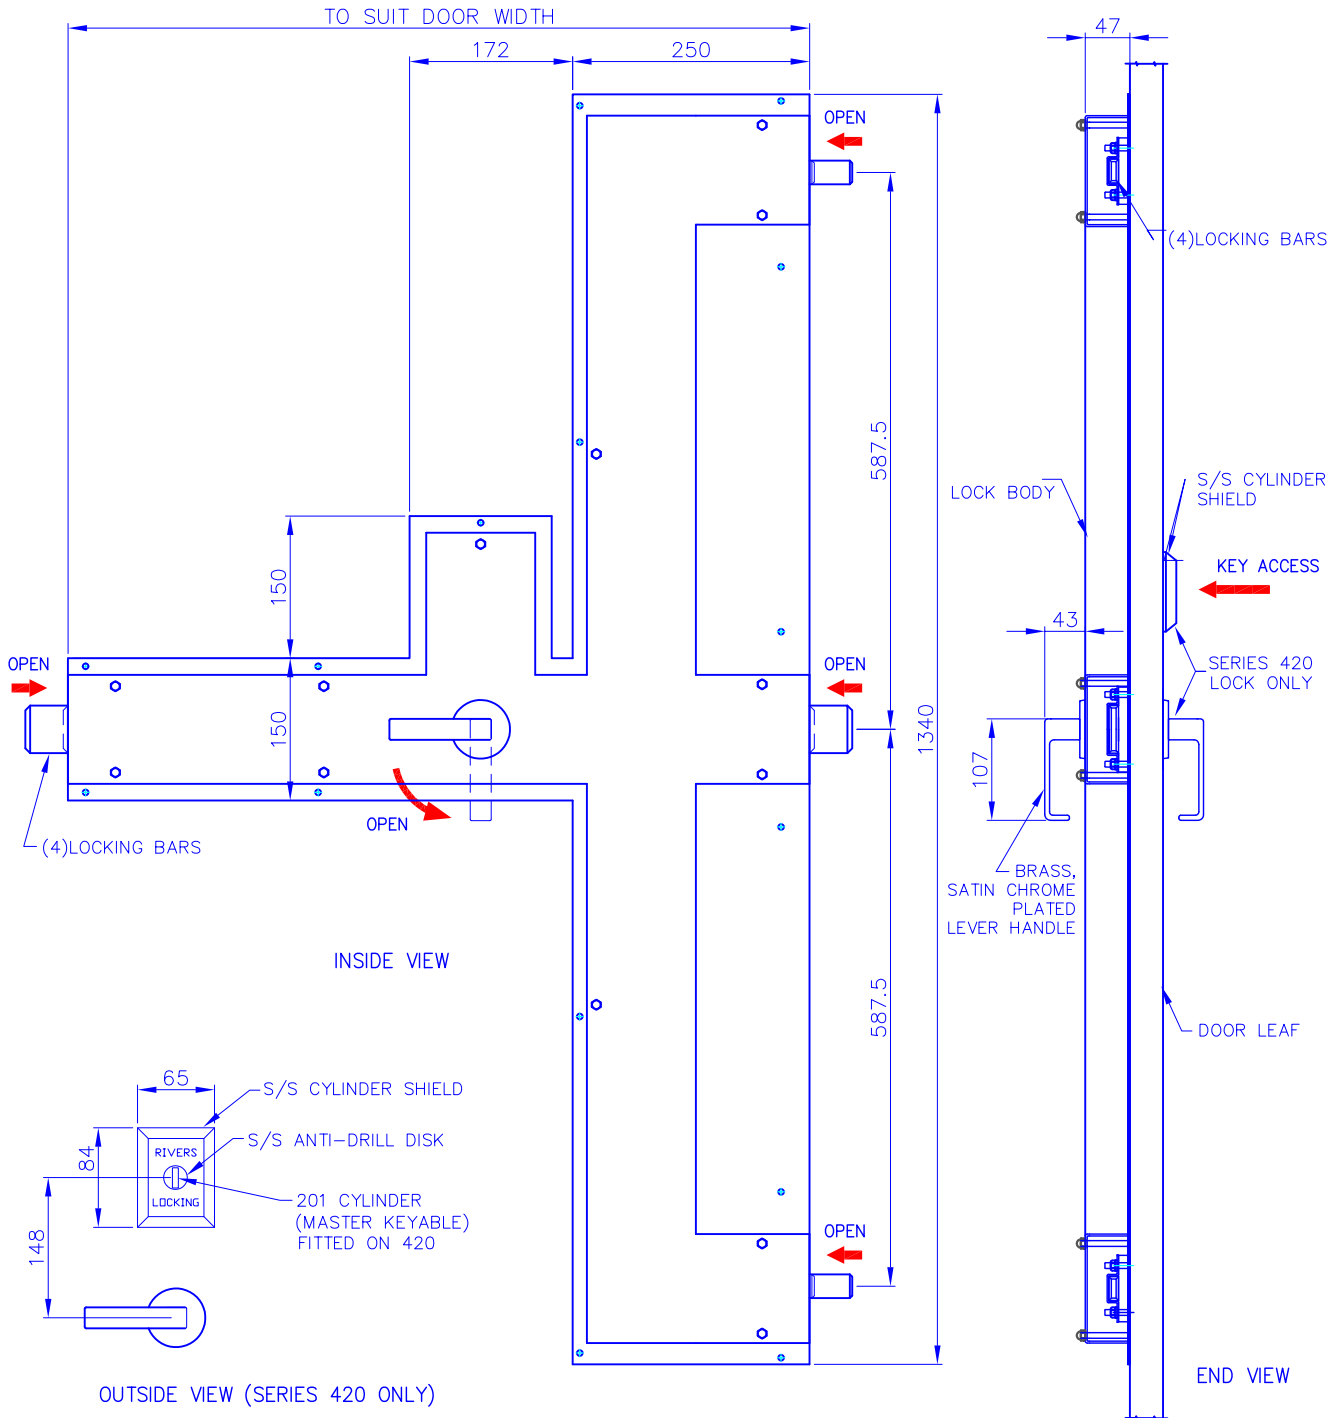 TO SUIT DOOR WIDTH
172
250
47
OPEN
(4)LOCKING BARS
587.5
LOCK BODY
S/S CYLINDER
SHIELD
KEY ACCESS
150
43
OPEN
OPEN
SERIES 420
LOCK ONLY
150
1340
107
OPEN
(4)LOCKING BARS
BRASS,
SATIN CHROME
PLATED
LEVER HANDLE
INSIDE VIEW
587.5
DOOR LEAF
65
S/S CYLINDER SHIELD
84
S/S ANTI-DRILL DISK
RIVERS
LOCKING
201 CYLINDER
(MASTER KEYABLE)
FITTED ON 420
148
OPEN
END VIEW
OUTSIDE VIEW (SERIES 420 ONLY)